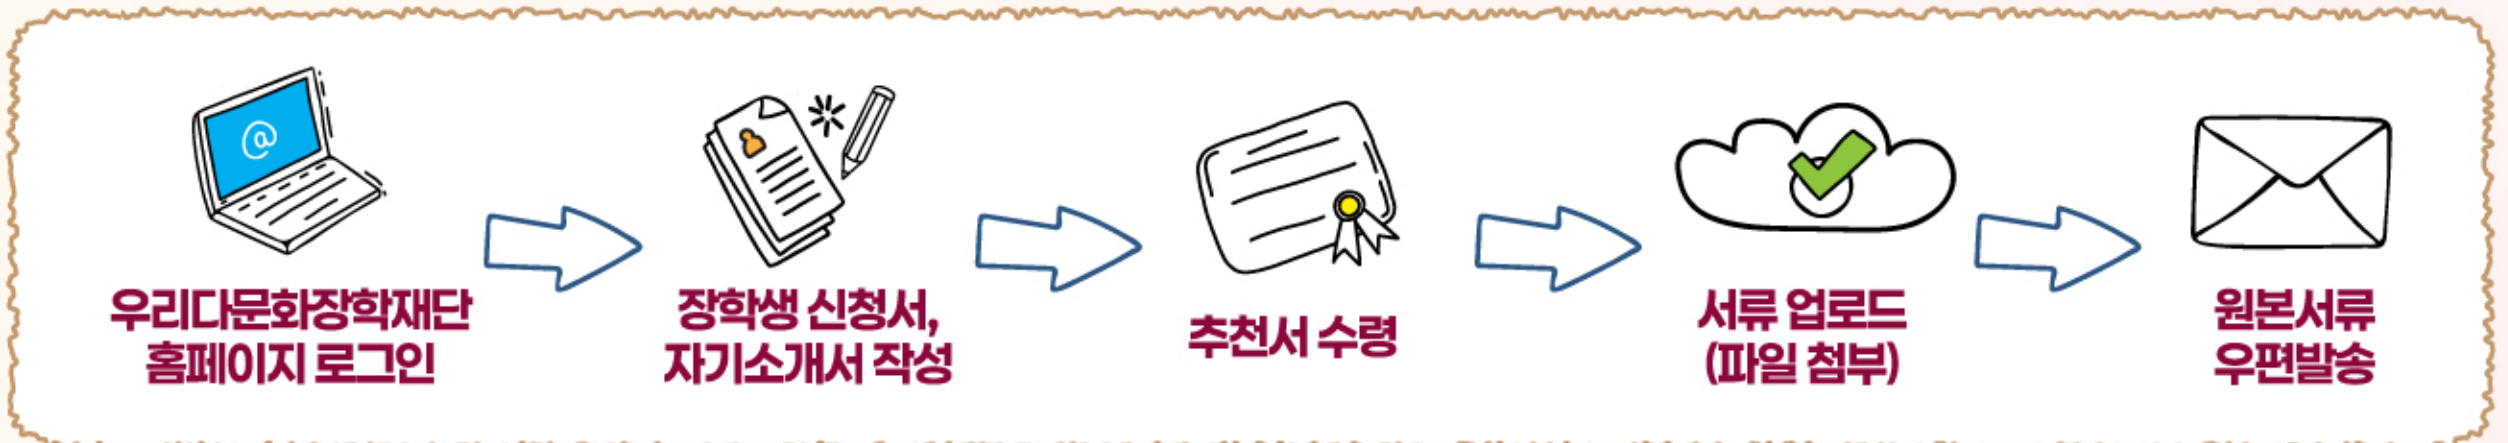 @
우리다문화장학재단
홈페이지 로그인
장학생 신청서,
자기소개서 작성
추천서 수령
서류 업로드
(파일 첨부)
원본서류
우편발송